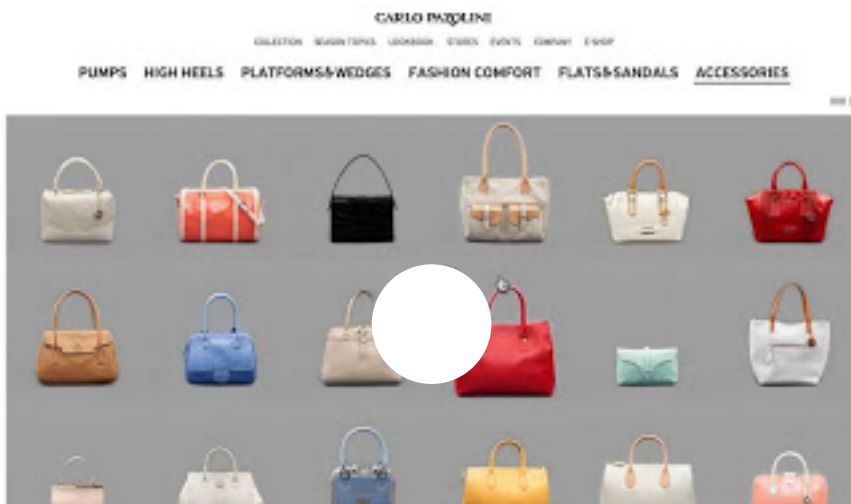 CARLO PAZOLINI
COLLECTION SEASON TOPICS LOOKBOOK STORES EVENTS COMPANY E-SHOP
PUMPS HIGH HEELS PLATFORMS&WEDGES FASHION COMFORT FLATS&SANDALS ACCESSORIES